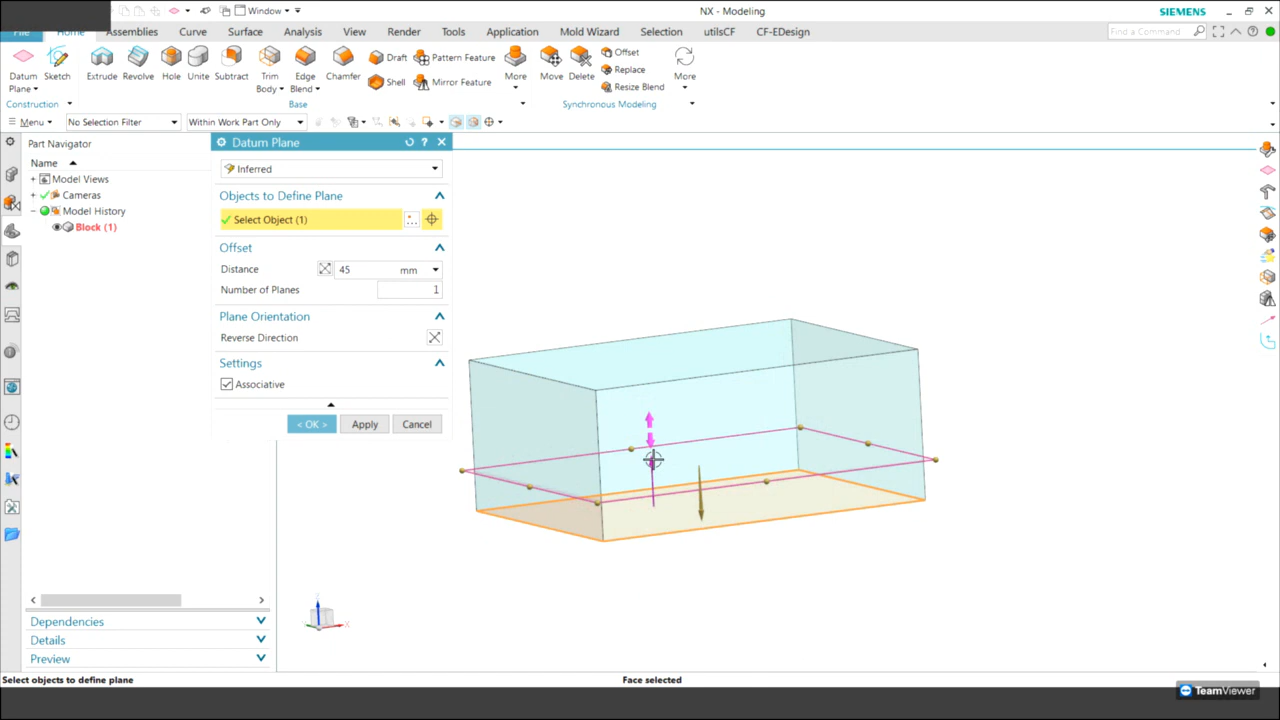 Window
NX - Modeling
SIEMENS
File
Home
Assemblies
Curve
Surface
Analysis
View
Render
Tools
Application
Mold Wizard
Selection
utilsCF
CF-EDesign
Find a Command
Datum Plane
Sketch
Extrude
Revolve
Hole
Unite
Subtract
Trim Body
Edge Blend
Chamfer
Draft
Shell
Pattern Feature
Mirror Feature
More
Move
Delete
Offset
Replace
Resize Blend
More
Construction
Base
Synchronous Modeling
Menu
No Selection Filter
Within Work Part Only
Part Navigator
Name
Model Views
Cameras
Model History
Block (1)
Datum Plane
Inferred
Objects to Define Plane
Select Object (1)
Offset
Distance
45
mm
Number of Planes
1
Plane Orientation
Reverse Direction
Settings
Associative
< OK >
Apply
Cancel
X
Dependencies
Details
Preview
Select objects to define plane
Face selected
TeamViewer